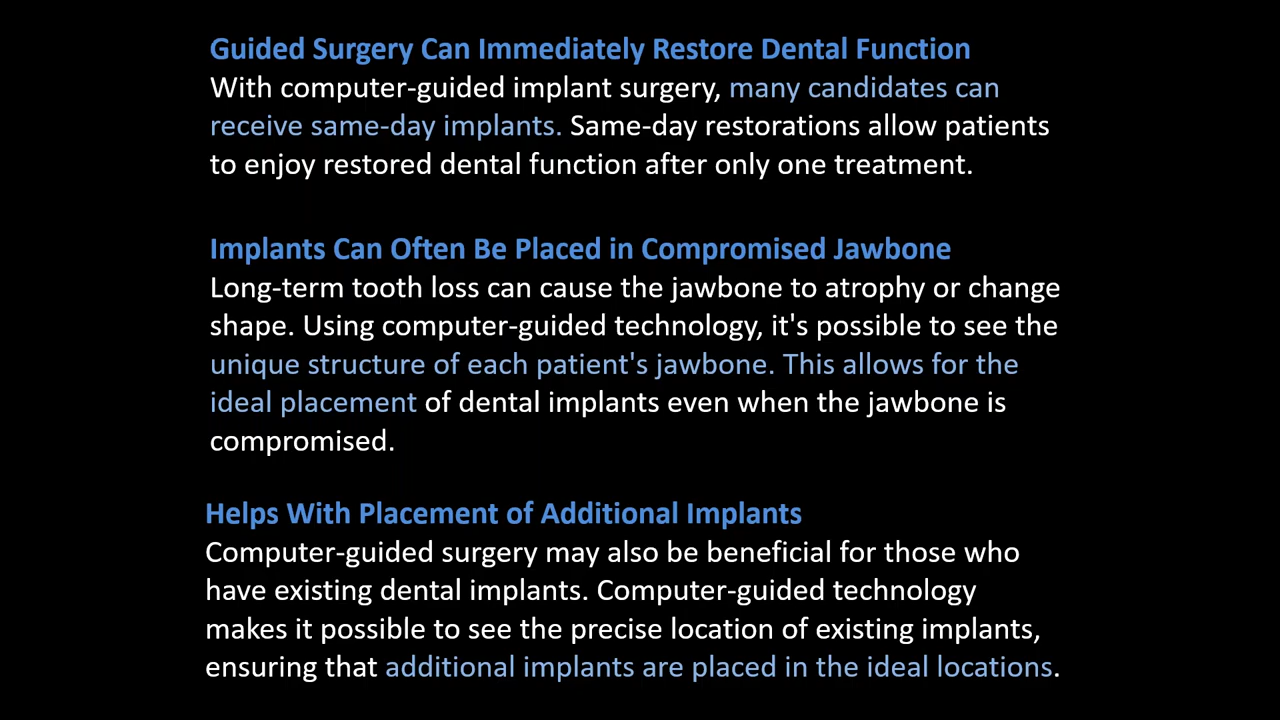 Guided Surgery Can Immediately Restore Dental Function
With computer-guided implant surgery, many candidates can
receive same-day implants. Same-day restorations allow patients
to enjoy restored dental function after only one treatment.
Implants Can Often Be Placed in Compromised Jawbone
Long-term tooth loss can cause the jawbone to atrophy or change
shape. Using computer-guided technology, it's possible to see the
unique structure of each patient's jawbone. This allows for the
ideal placement of dental implants even when the jawbone is
compromised.
Helps With Placement of Additional Implants
Computer-guided surgery may also be beneficial for those who
have existing dental implants. Computer-guided technology
makes it possible to see the precise location of existing implants,
ensuring that additional implants are placed in the ideal locations.